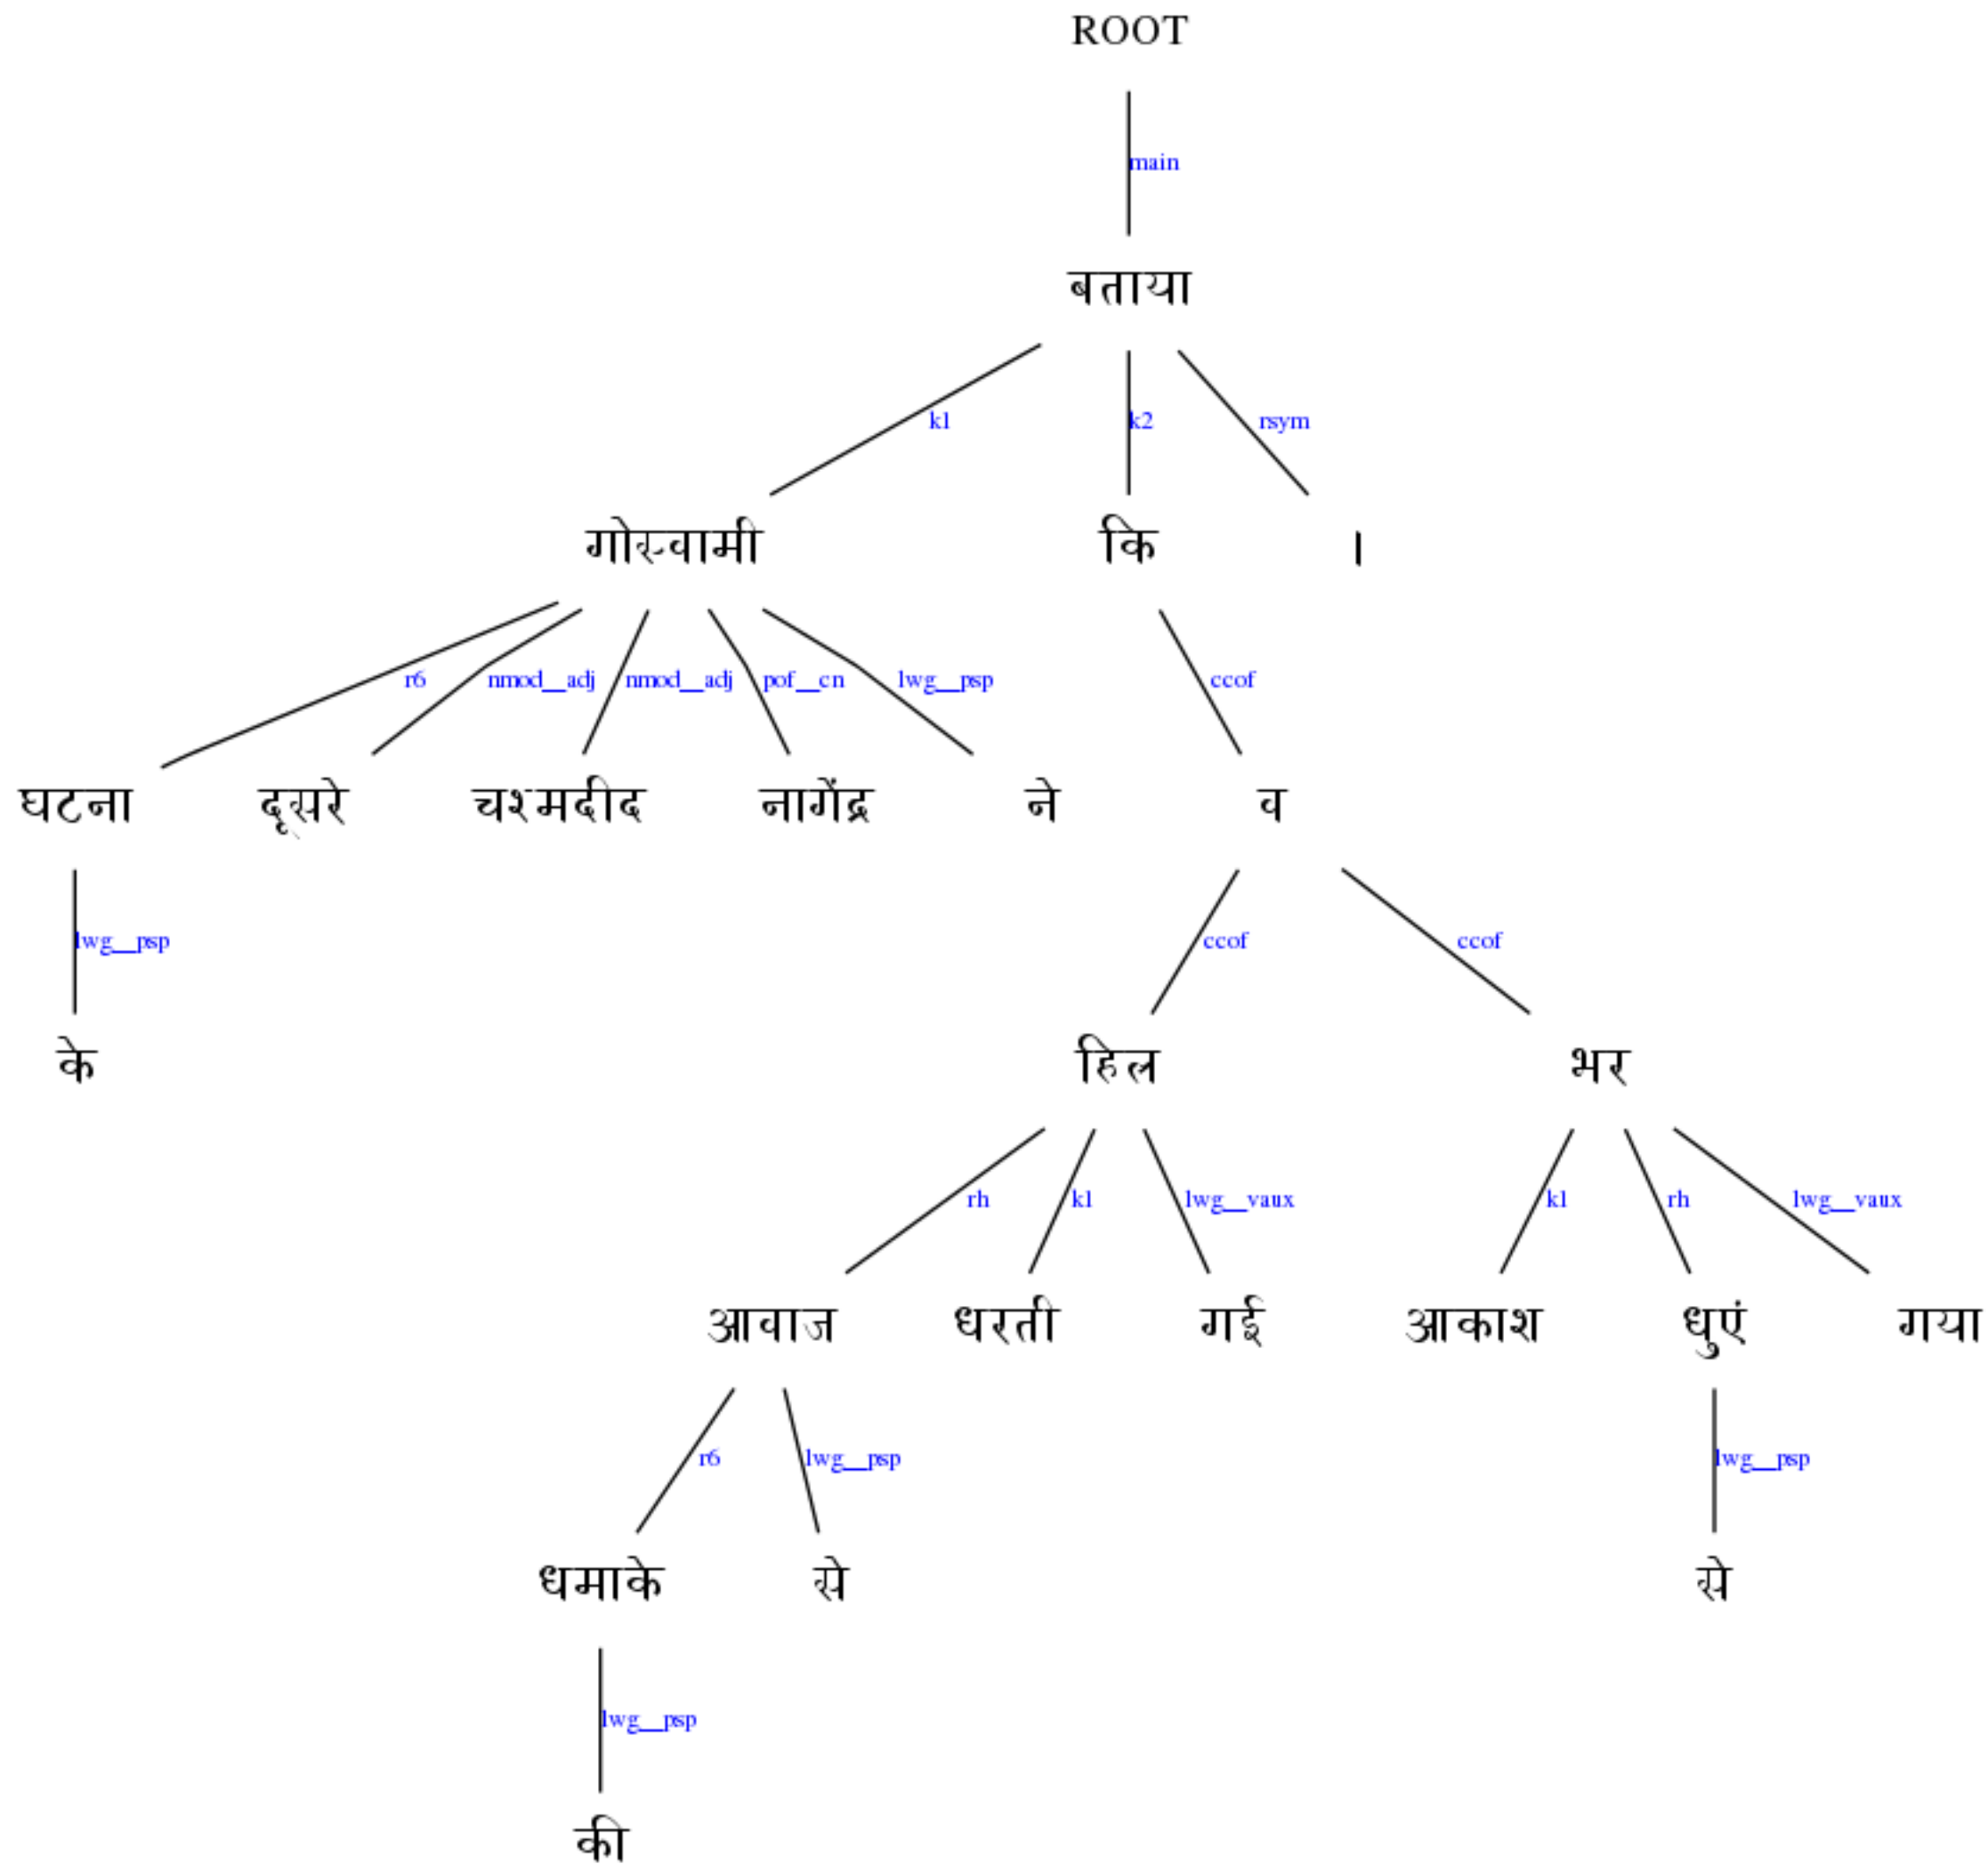 ROOT
main
बताया
k1 k2 rsym
गोस्वामी कि ।
r6 nmod__adj nmod__adj pof__cn lwg__psp ccof
घटना दूसरे चश्मदीद नागेंद्र ने व
lwg__psp ccof ccof
के हिल भर
rh k1 lwg__vaux k1 rh lwg__vaux
आवाज धरती गई आकाश धुएं गया
r6 lwg__psp lwg__psp
धमाके से से
lwg__psp
की